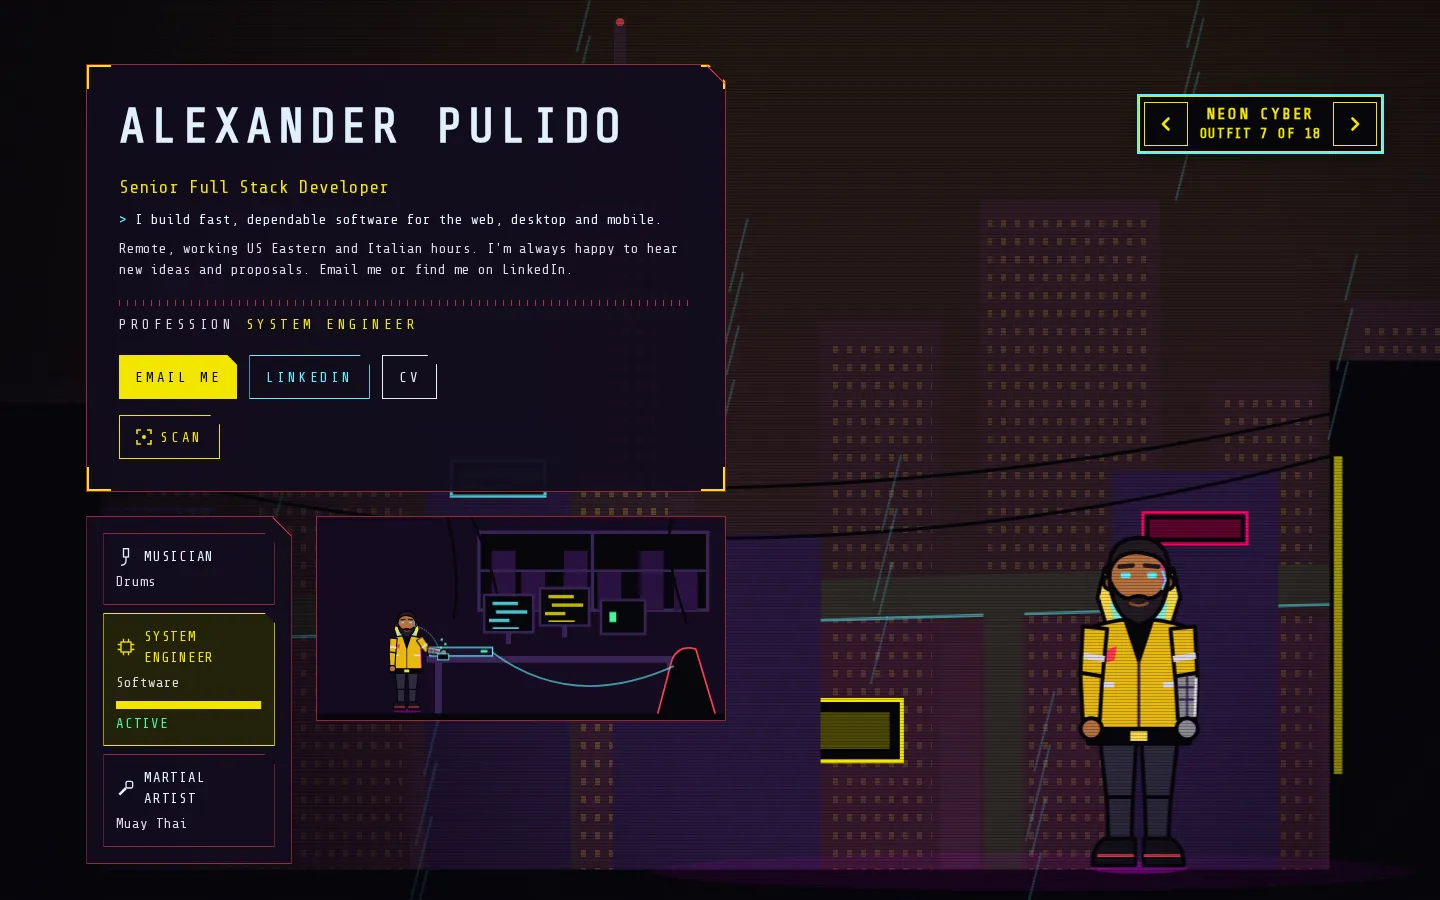 ALEXANDER PULIDO
Senior Full Stack Developer
> I build fast, dependable software for the web, desktop and mobile.
Remote, working US Eastern and Italian hours. I'm always happy to hear
new ideas and proposals. Email me or find me on LinkedIn.
PROFESSION SYSTEM ENGINEER
EMAIL ME
LINKEDIN
CV
SCAN
NEON CYBER
OUTFIT 7 OF 18
MUSICIAN
Drums
SYSTEM
ENGINEER
Software
ACTIVE
MARTIAL
ARTIST
Muay Thai